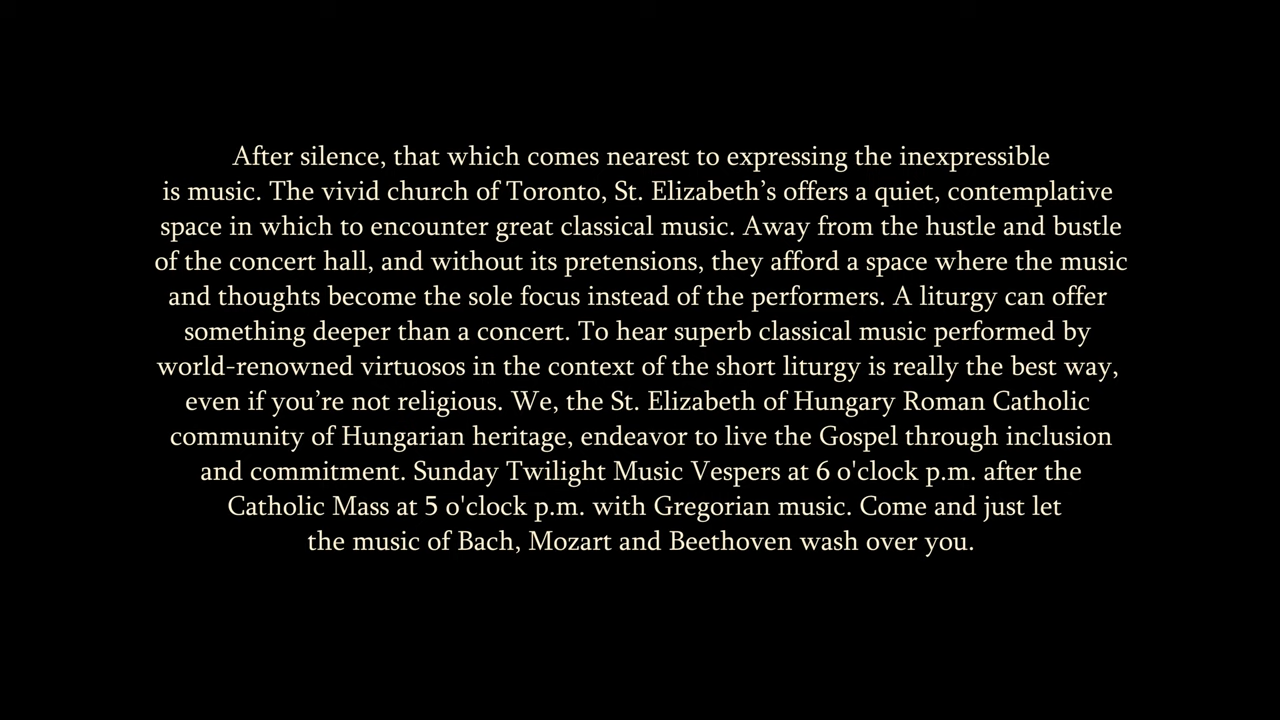 After silence, that which comes nearest to expressing the inexpressible
is music. The vivid church of Toronto, St. Elizabeth’s offers a quiet, contemplative
space in which to encounter great classical music. Away from the hustle and bustle
of the concert hall, and without its pretensions, they afford a space where the music
and thoughts become the sole focus instead of the performers. A liturgy can offer
something deeper than a concert. To hear superb classical music performed by
world-renowned virtuosos in the context of the short liturgy is really the best way,
even if you’re not religious. We, the St. Elizabeth of Hungary Roman Catholic
community of Hungarian heritage, endeavor to live the Gospel through inclusion
and commitment. Sunday Twilight Music Vespers at 6 o'clock p.m. after the
Catholic Mass at 5 o'clock p.m. with Gregorian music. Come and just let
the music of Bach, Mozart and Beethoven wash over you.